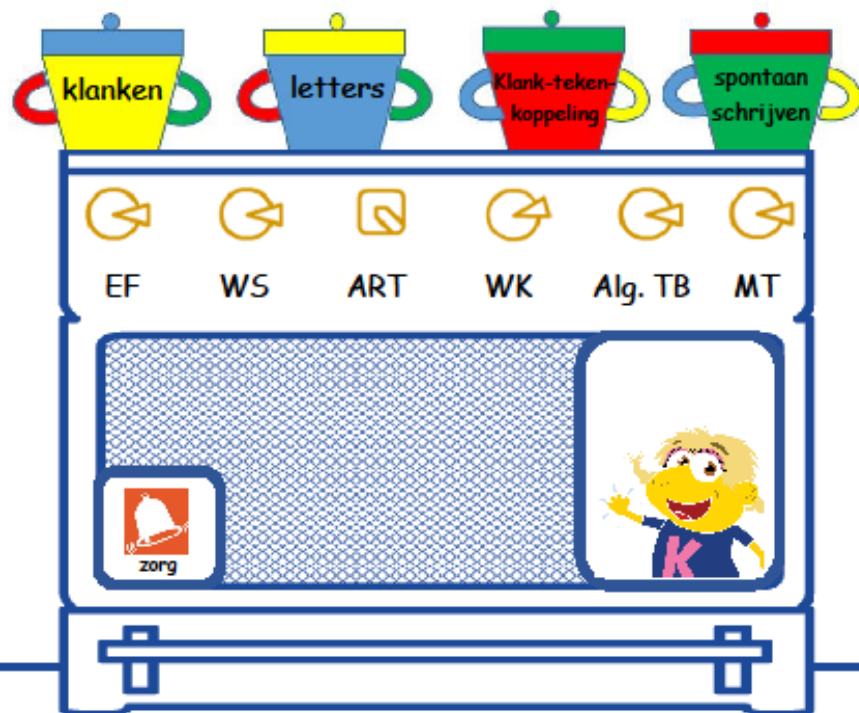 klanken
letters
Klank-teken-
koppeling
spontaan
schrijven
EF WS ART WK Alg. TB MT
zorg
K